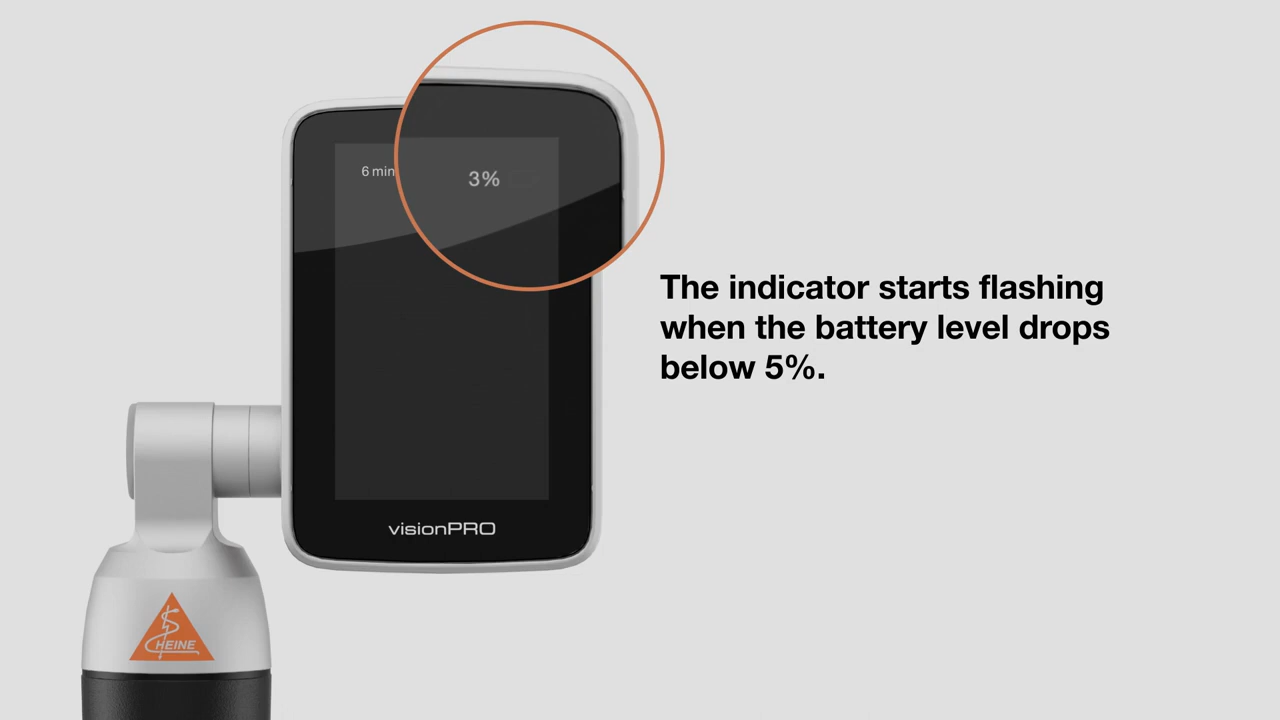 6 min
3%
The indicator starts flashing
when the battery level drops
below 5%.
visionPRO
HEINE